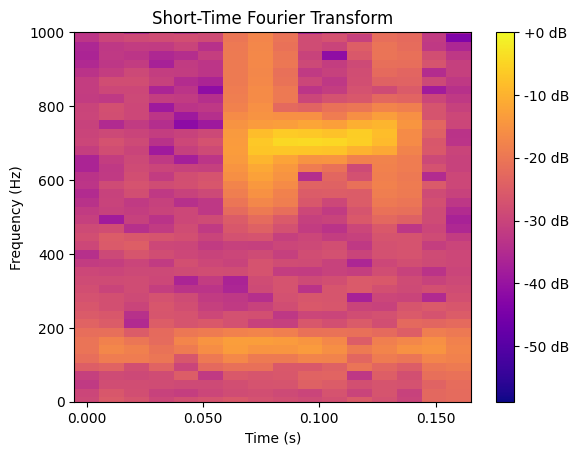 Short-Time Fourier Transform
1000
800
600
400
200
0
Frequency (Hz)
0.000
0.050
0.100
0.150
Time (s)
+0 dB
-10 dB
-20 dB
-30 dB
-40 dB
-50 dB